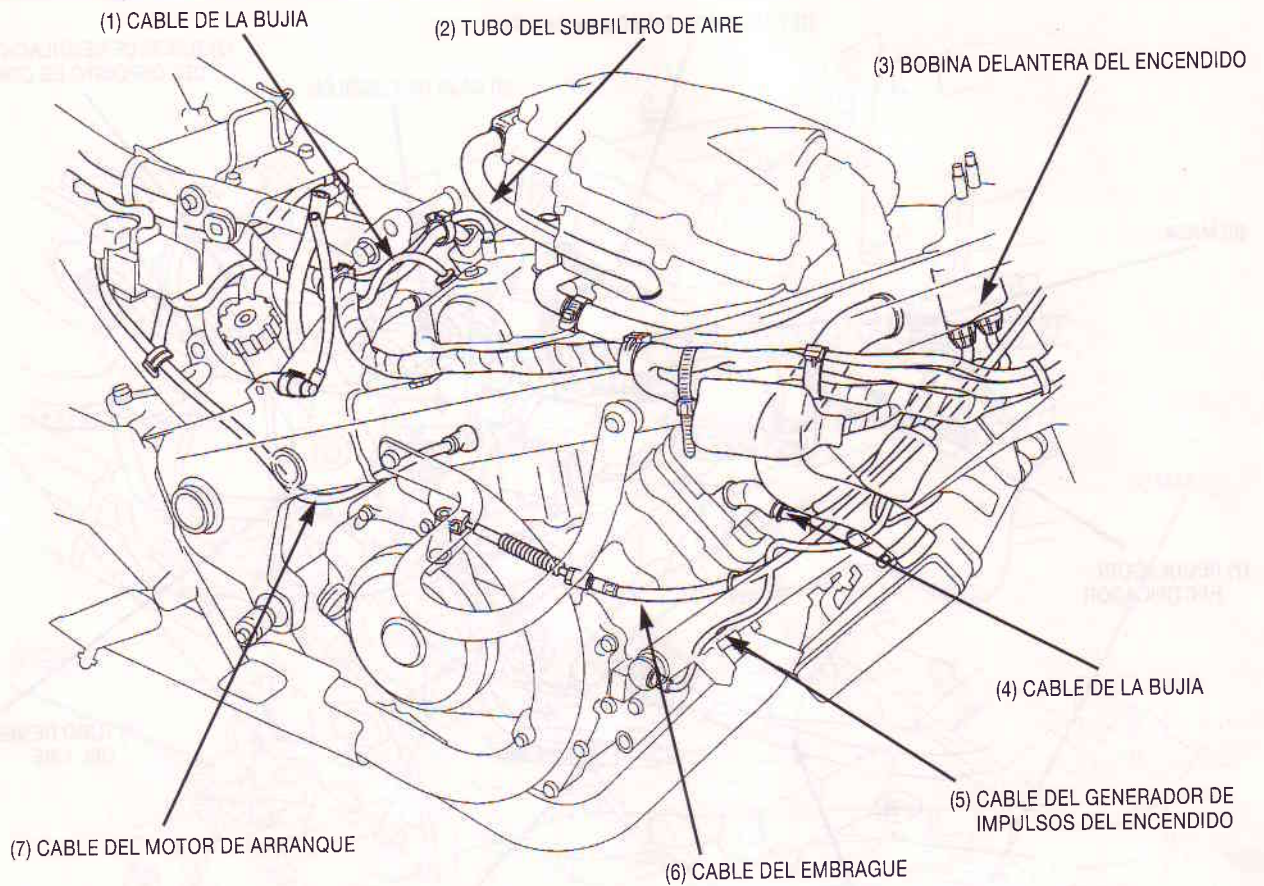 (1) CABLE DE LA BUJIA
(2) TUBO DEL SUBFILTRO DE AIRE
(3) BOBINA DELANTERA DEL ENCENDIDO
(4) CABLE DE LA BUJIA
(5) CABLE DEL GENERADOR DE
IMPULSOS DEL ENCENDIDO
(6) CABLE DEL EMBRAGUE
(7) CABLE DEL MOTOR DE ARRANQUE